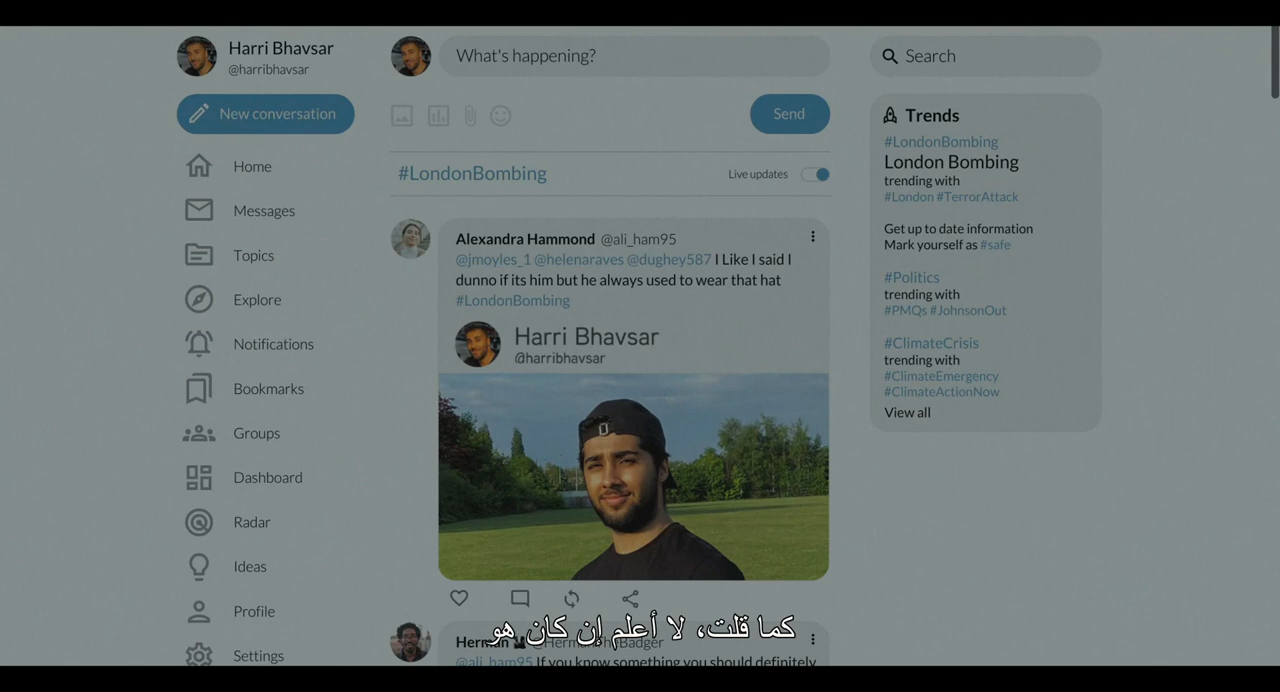 Harri Bhavsar
@harribhavsar
New conversation
Home
Messages
Topics
Explore
Notifications
Bookmarks
Groups
Dashboard
Radar
Ideas
Profile
Settings
What's happening?
Send
#LondonBombing
Live updates
Alexandra Hammond @ali_ham95
@jmoyles_1 @helenaraves @dughey587 I Like I said I
dunno if its him but he always used to wear that hat
#LondonBombing
Harri Bhavsar
@harribhavsar
كما قلت، لا أعلم إن كان هو
Herman @HermanTheBadger
@ali_ham95 If you know something you should definitely
Search
Trends
#LondonBombing
London Bombing
trending with
#London #TerrorAttack
Get up to date information
Mark yourself as #safe
#Politics
trending with
#PMQs #JohnsonOut
#ClimateCrisis
trending with
#ClimateEmergency
#ClimateActionNow
View all